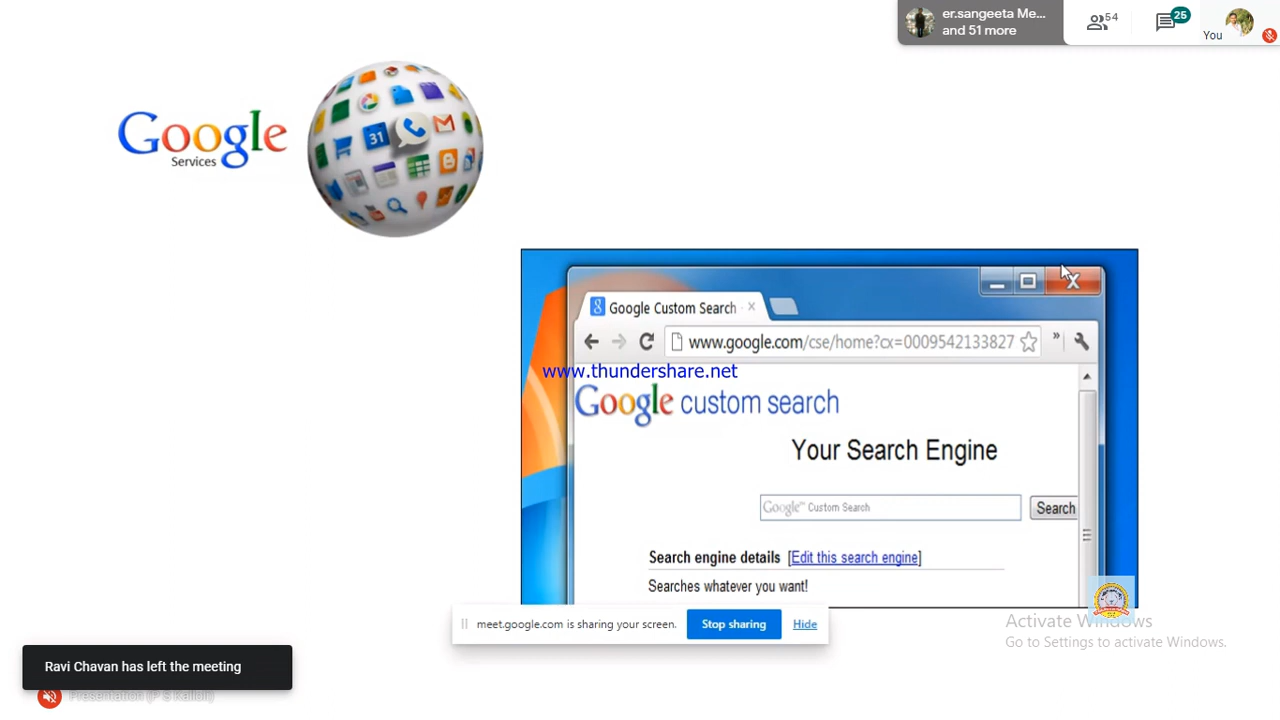 er.sangeeta Me...
and 51 more
54
25
You
Google
Services
31
Google Custom Search
www.google.com/cse/home?cx=0009542133827
www.thundershare.net
Google custom search
Your Search Engine
Google™ Custom Search
Search
Search engine details [Edit this search engine]
Searches whatever you want!
meet.google.com is sharing your screen.
Stop sharing
Hide
Activate Windows
Go to Settings to activate Windows.
Ravi Chavan has left the meeting
Presentation (P S